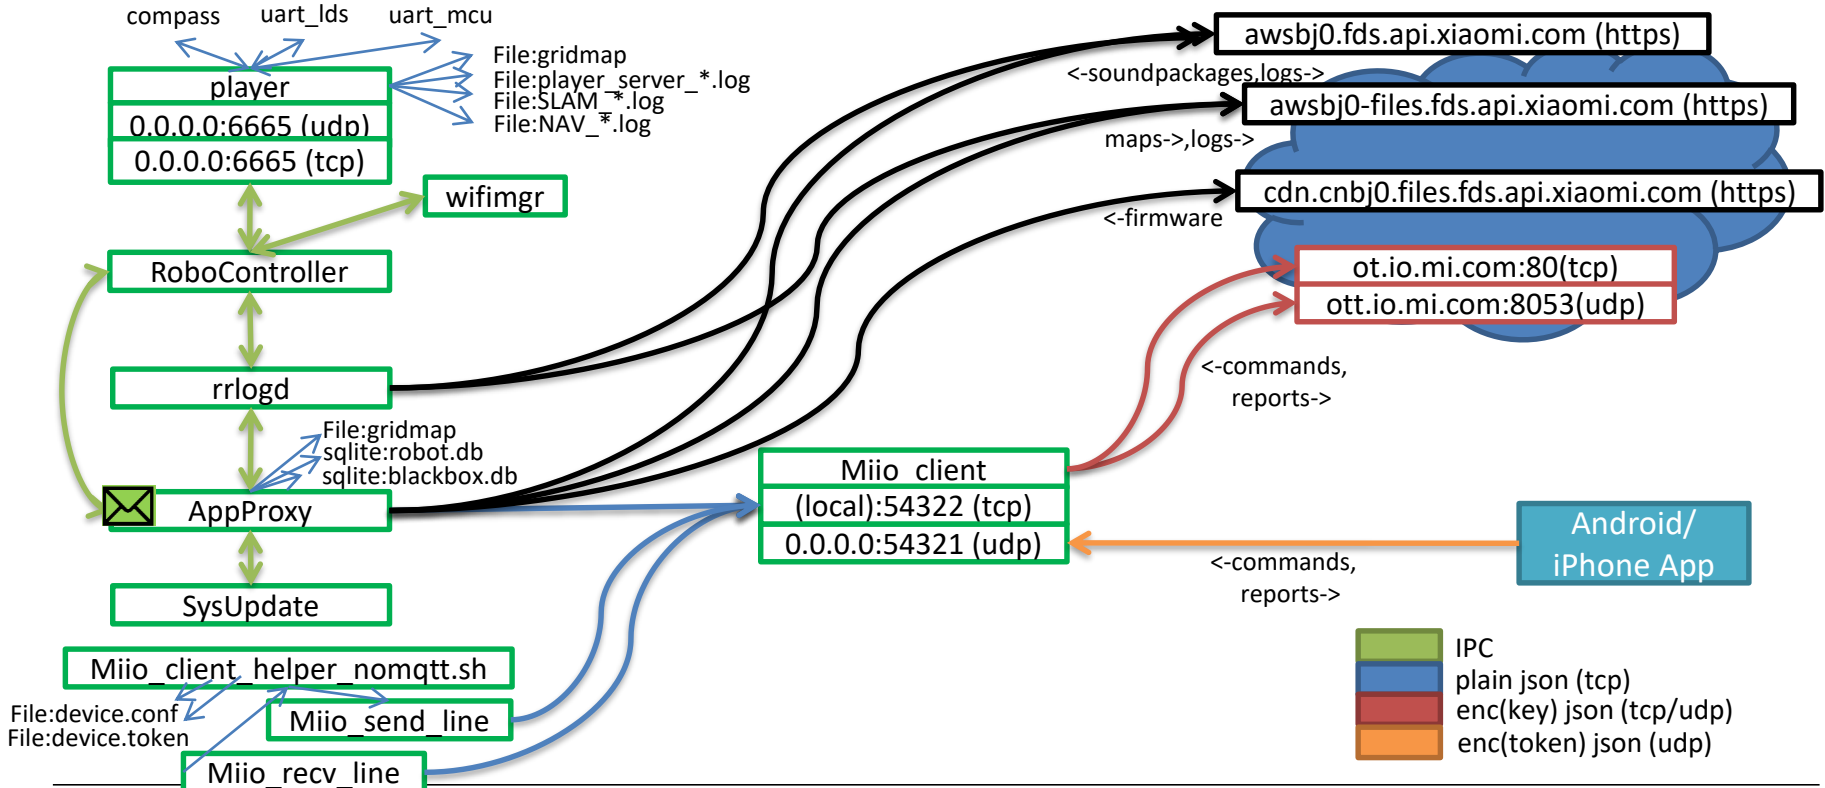 compass
uart_lds
uart_mcu
File:gridmap
File:player_server_*.log
File:SLAM_*.log
File:NAV_*.log
player
0.0.0.0:6665 (udp)
0.0.0.0:6665 (tcp)
wifimgr
RoboController
rrlogd
File:gridmap
sqlite:robot.db
sqlite:blackbox.db
AppProxy
SysUpdate
Miio_client_helper_nomqtt.sh
File:device.conf
File:device.token
Miio_send_line
Miio_recv_line
Miio_client
(local):54322 (tcp)
0.0.0.0:54321 (udp)
awsbj0.fds.api.xiaomi.com (https)
<-soundpackages,logs->
awsbj0-files.fds.api.xiaomi.com (https)
maps->,logs->
cdn.cnbj0.files.fds.api.xiaomi.com (https)
<-firmware
ot.io.mi.com:80(tcp)
ott.io.mi.com:8053(udp)
<-commands,
reports->
Android/
iPhone App
<-commands,
reports->
IPC
plain json (tcp)
enc(key) json (tcp/udp)
enc(token) json (udp)